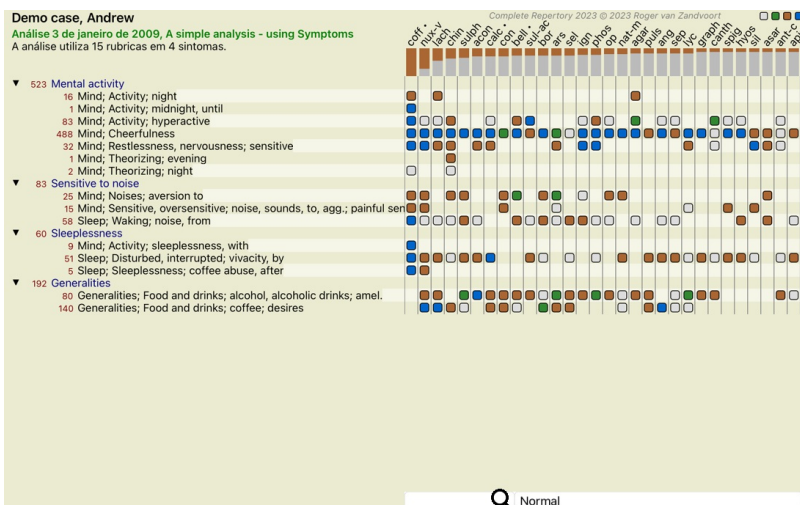 Demo case, Andrew
Complete Repertory 2023 © 2023 Roger van Zandvoort
Análise 3 de janeiro de 2009, A simple analysis - using Symptoms
A análise utiliza 15 rubricas em 4 sintomas.
coff • nux-v lach • chin sulph acon calc • con bell • sul-ac bor ars • sel ign phos op nat-m agar puls ang sep lyc graph canth spig hyos sil asar ant-c
▼ 523 Mental activity
16 Mind; Activity; night
1 Mind; Activity; midnight, until
83 Mind; Activity; hyperactive
488 Mind; Cheerfulness
32 Mind; Restlessness, nervousness; sensitive
1 Mind; Theorizing; evening
2 Mind; Theorizing; night
▼ 83 Sensitive to noise
25 Mind; Noises; aversion to
15 Mind; Sensitive, oversensitive; noise, sounds, to, agg.; painful sen
58 Sleep; Waking; noise, from
▼ 60 Sleeplessness
9 Mind; Activity; sleeplessness, with
51 Sleep; Disturbed, interrupted; vivacity, by
5 Sleep; Sleeplessness; coffee abuse, after
▼ 192 Generalities
80 Generalities; Food and drinks; alcohol, alcoholic drinks; amel.
140 Generalities; Food and drinks; coffee; desires
Normal